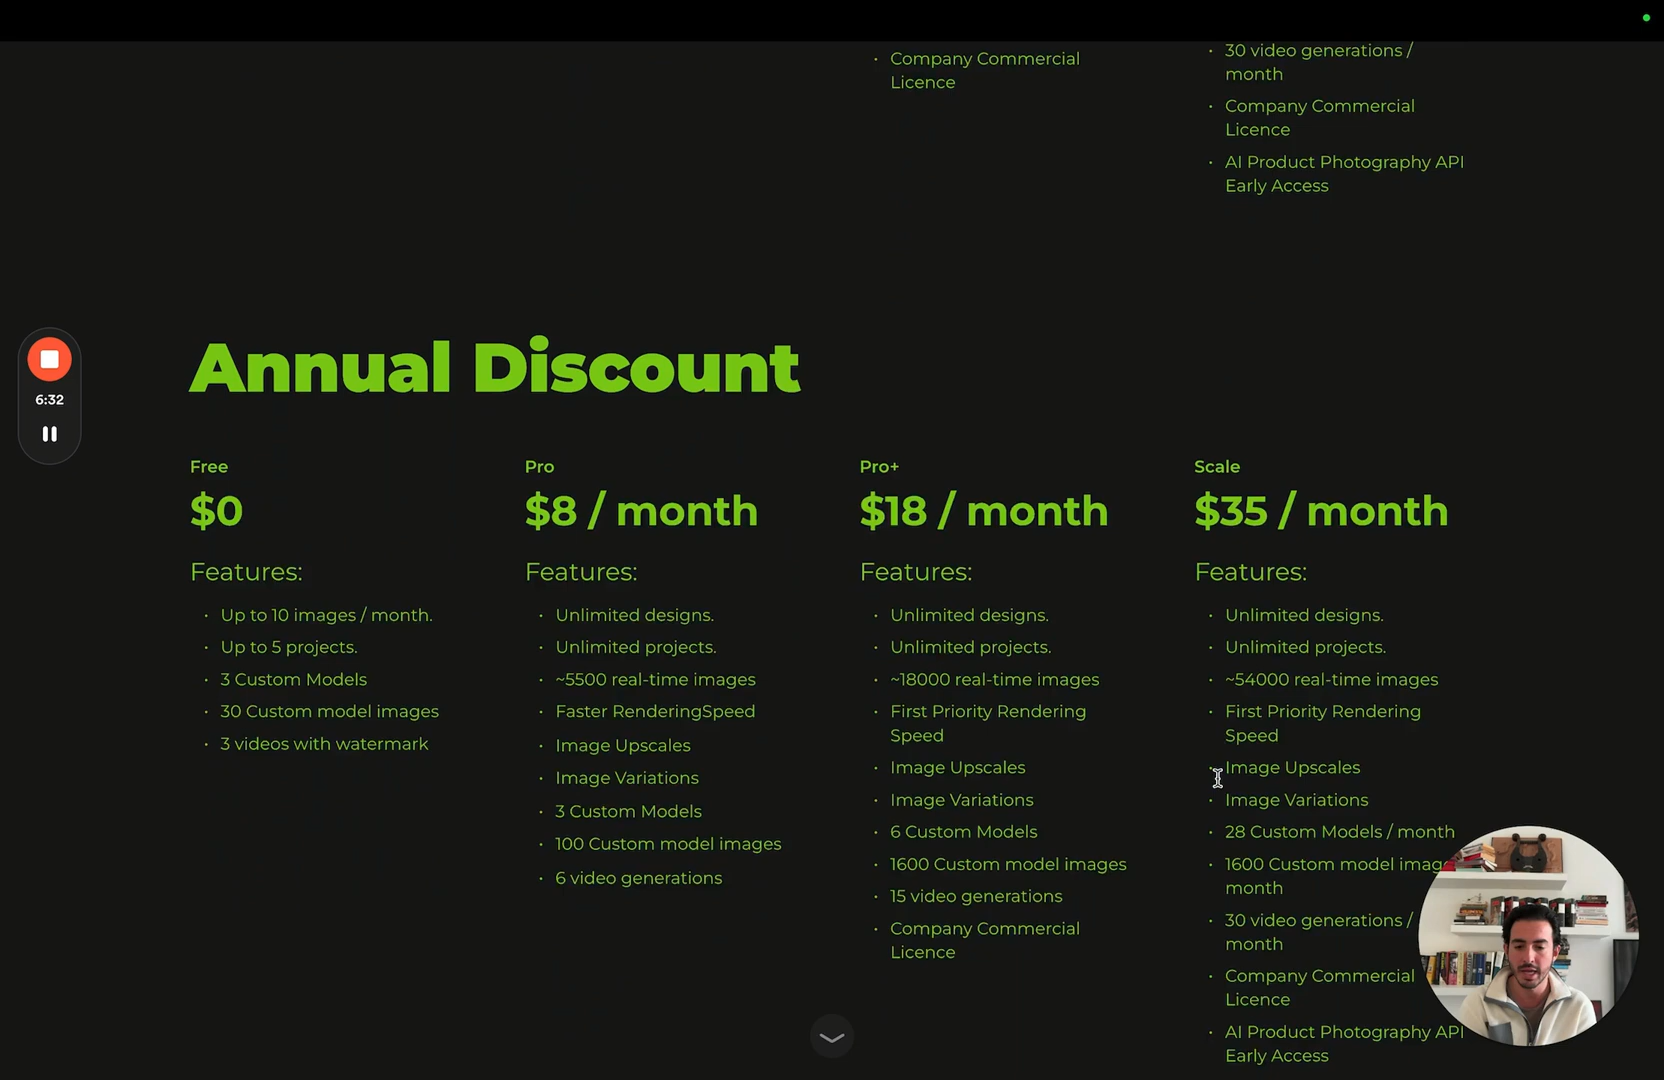 Company Commercial
Licence
30 video generations /
month
Company Commercial
Licence
AI Product Photography API
Early Access
6:32
Annual Discount
Free
$0
Features:
Up to 10 images / month.
Up to 5 projects.
3 Custom Models
30 Custom model images
3 videos with watermark
Pro
$8 / month
Features:
Unlimited designs.
Unlimited projects.
~5500 real-time images
Faster RenderingSpeed
Image Upscales
Image Variations
3 Custom Models
100 Custom model images
6 video generations
Pro+
$18 / month
Features:
Unlimited designs.
Unlimited projects.
~18000 real-time images
First Priority Rendering
Speed
Image Upscales
Image Variations
6 Custom Models
1600 Custom model images
15 video generations
Company Commercial
Licence
Scale
$35 / month
Features:
Unlimited designs.
Unlimited projects.
~54000 real-time images
First Priority Rendering
Speed
Image Upscales
Image Variations
28 Custom Models / month
1600 Custom model
month
30 video generations /
month
Company Commercial
Licence
AI Product Photography API
Early Access